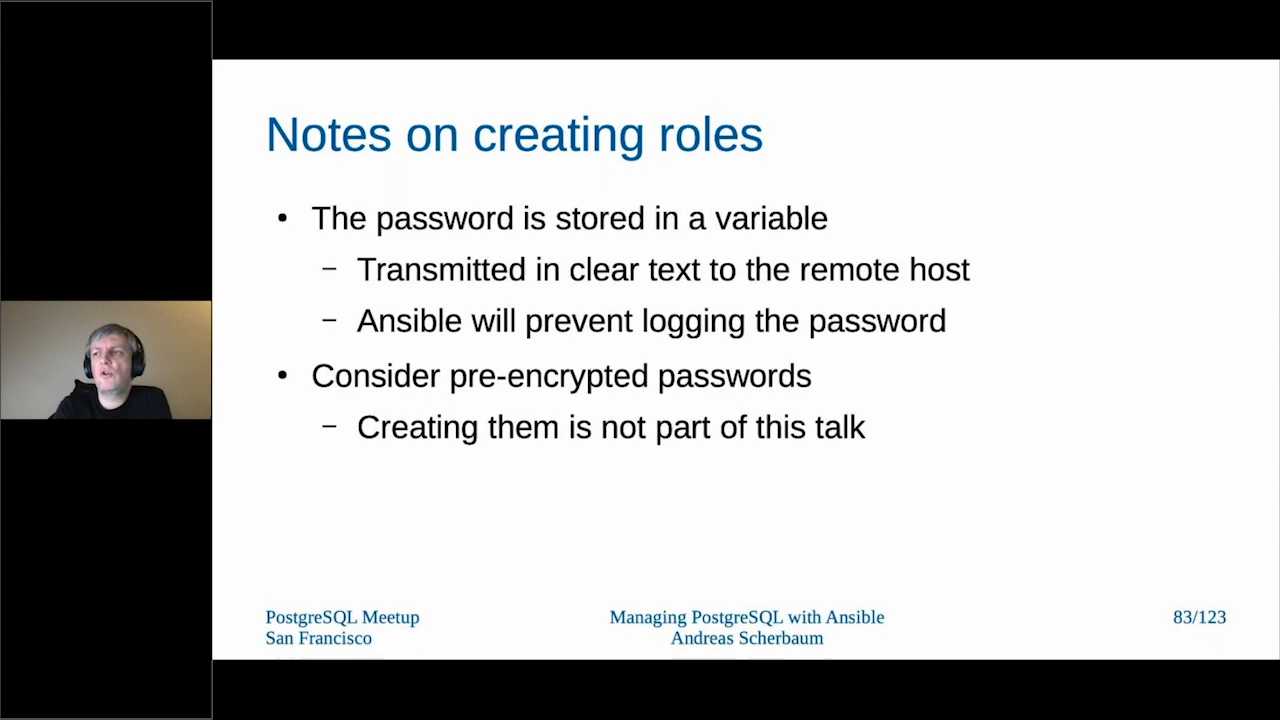 Notes on creating roles
• The password is stored in a variable
– Transmitted in clear text to the remote host
– Ansible will prevent logging the password
• Consider pre-encrypted passwords
– Creating them is not part of this talk
PostgreSQL Meetup
San Francisco
Managing PostgreSQL with Ansible
Andreas Scherbaum
83/123